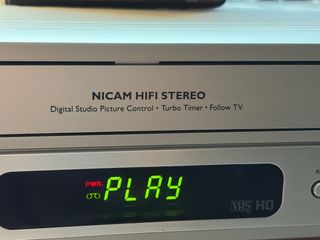 NICAM HIFI STEREO
Digital Studio Picture Control • Turbo Timer • Follow TV
PWR.
PLAY
VHS HQ